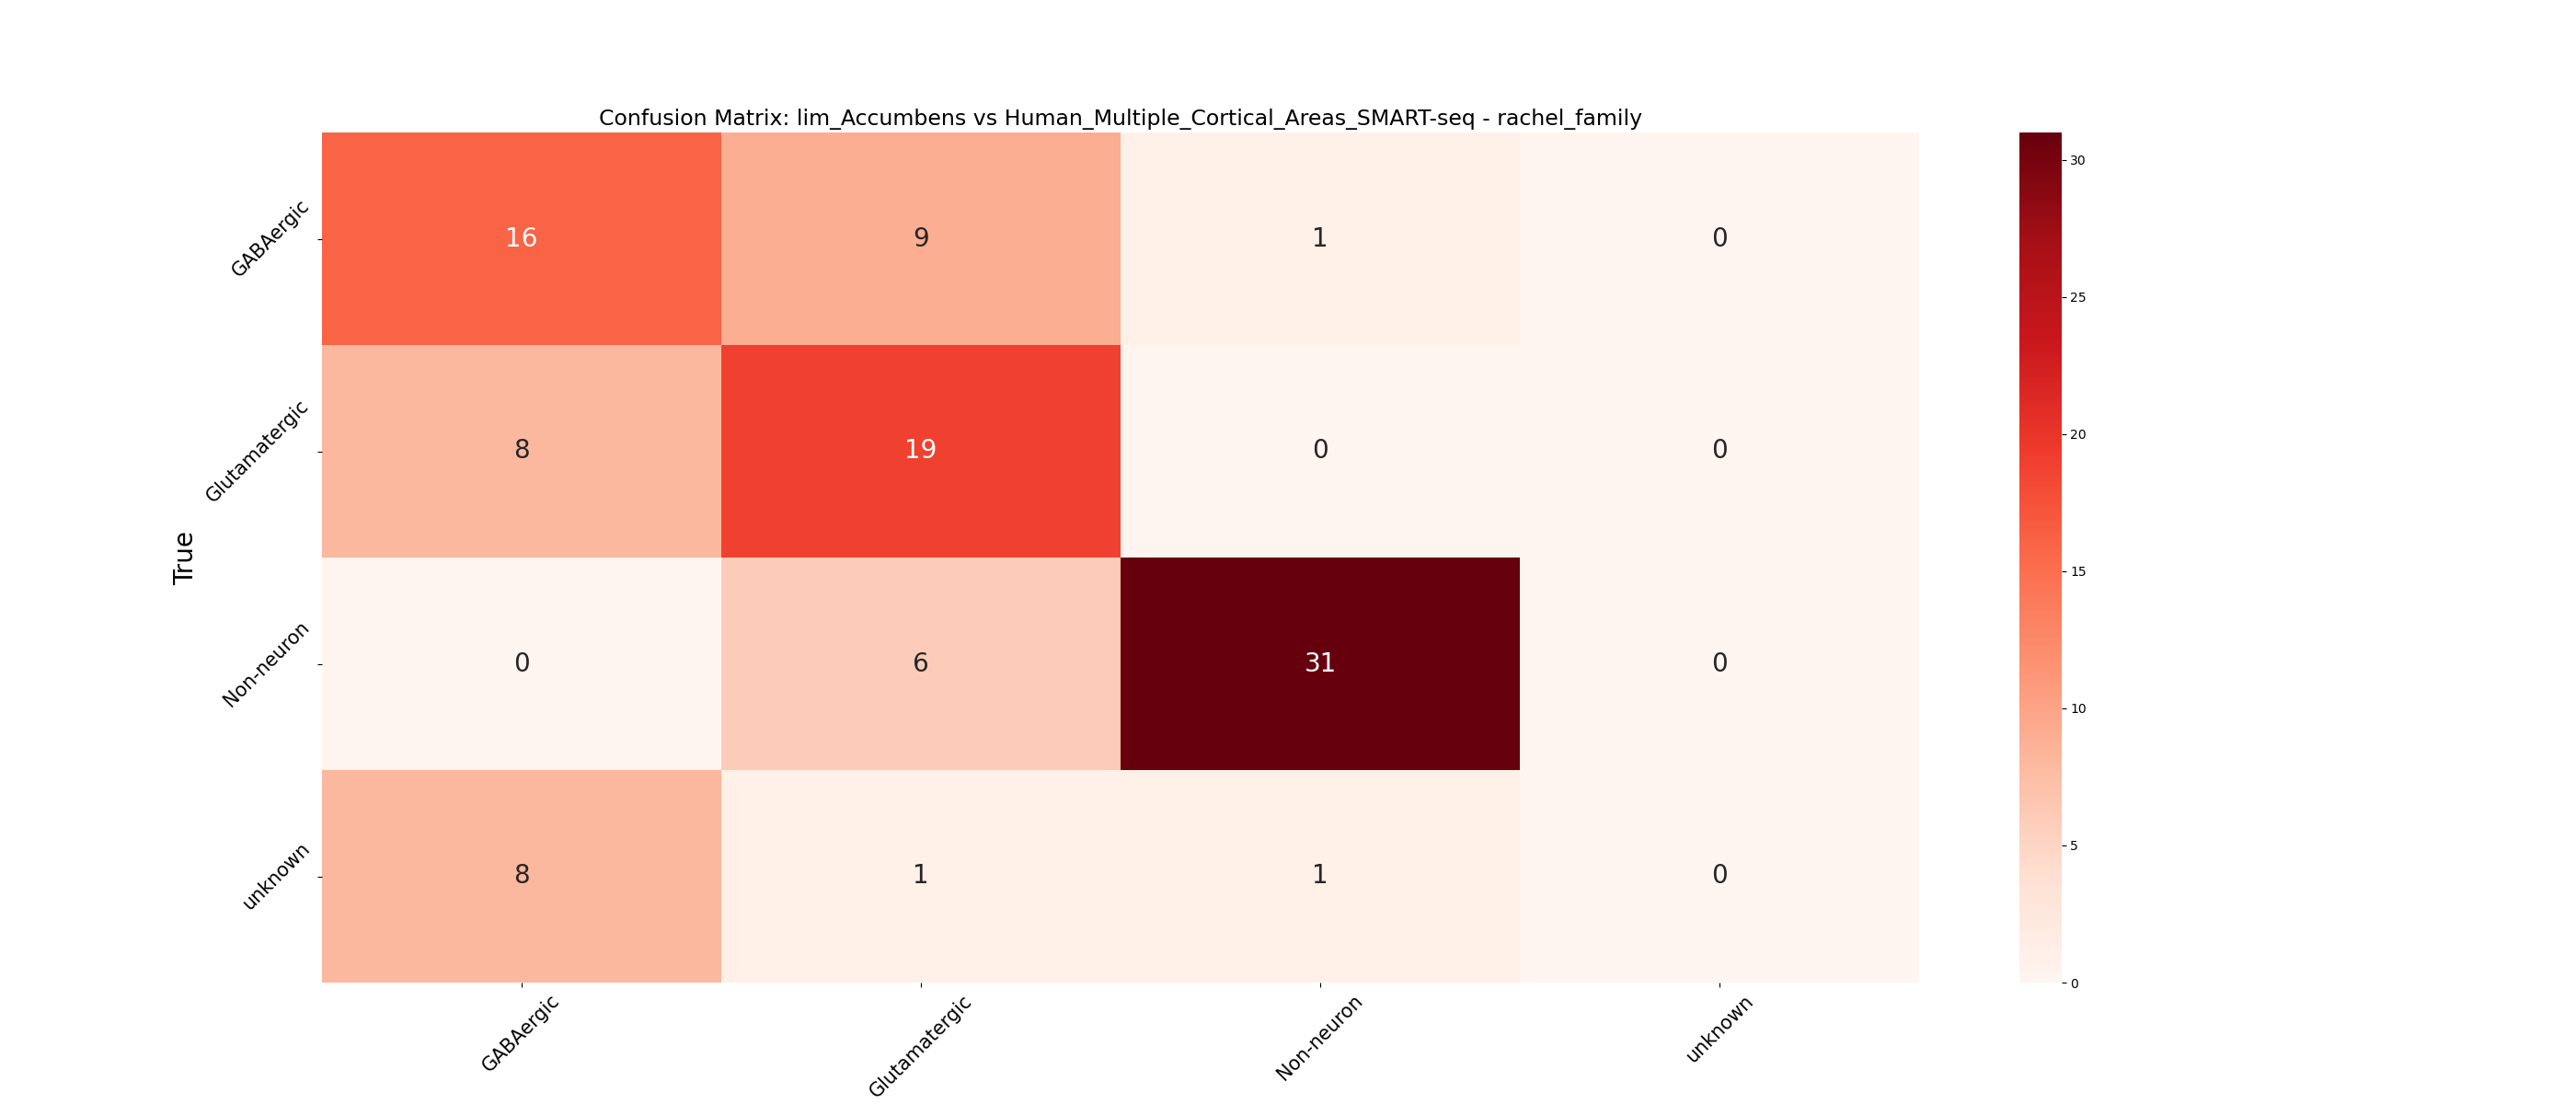 Confusion Matrix: lim_Accumbens vs Human_Multiple_Cortical_Areas_SMART-seq - rachel_family
True
GABAergic
16 9 1 0
Glutamatergic
8 19 0 0
Non-neuron
0 6 31 0
unknown
8 1 1 0
GABAergic Glutamatergic Non-neuron unknown
30
25
20
15
10
5
0